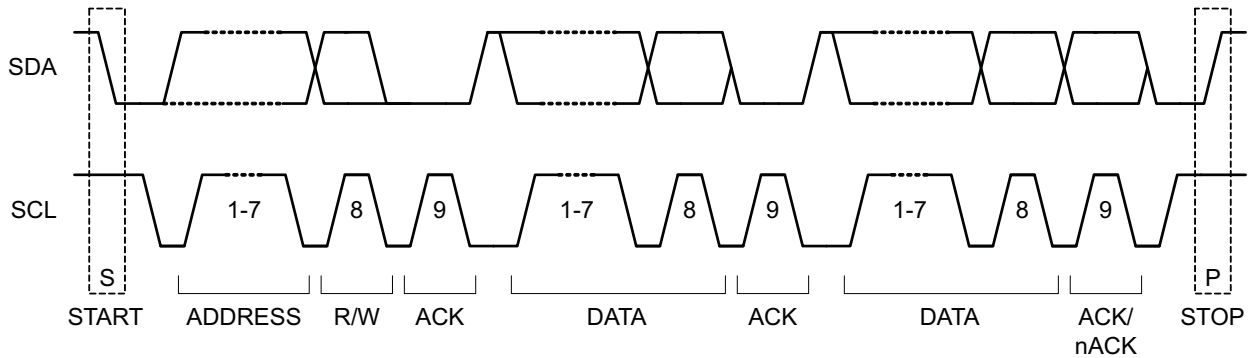 SDA
SCL
1-7
8
9
1-7
8
9
1-7
8
9
S
P
START
ADDRESS
R/W
ACK
DATA
ACK
DATA
ACK/
nACK
STOP